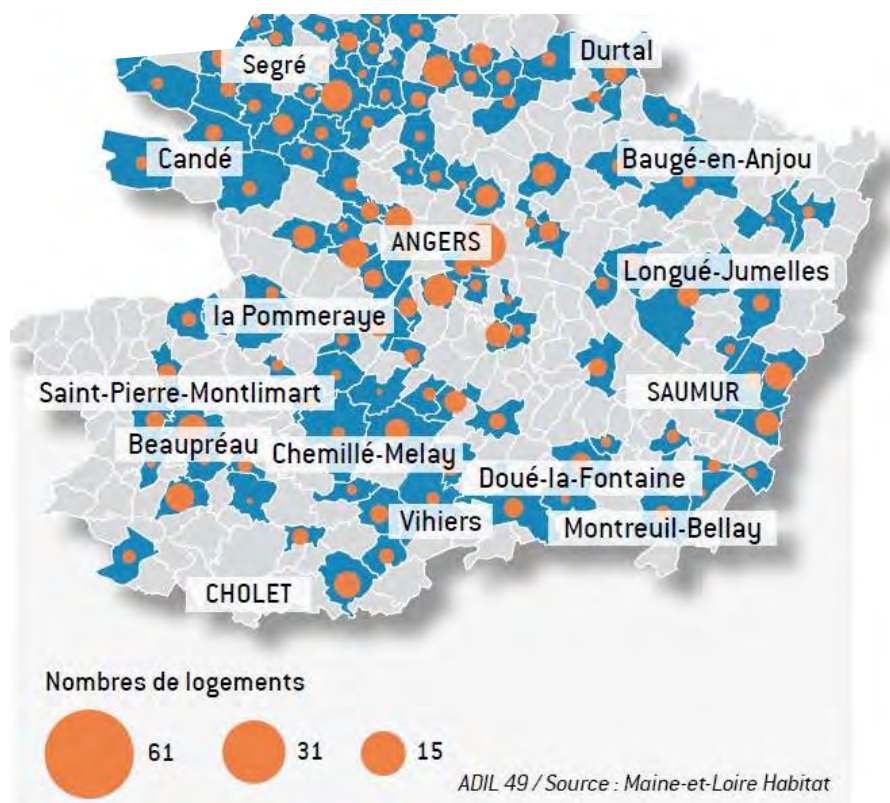 Durtal
Segré
Candé
Baugé-en-Anjou
ANGERS
Longué-Jumelles
la Pommeraye
Saint-Pierre-Montlimart
SAUMUR
Beaupréau
Chemillé-Melay
Doué-la-Fontaine
Vihiers
Montreuil-Bellay
CHOLET
Nombres de logements
61
31
15
ADIL 49 / Source : Maine-et-Loire Habitat